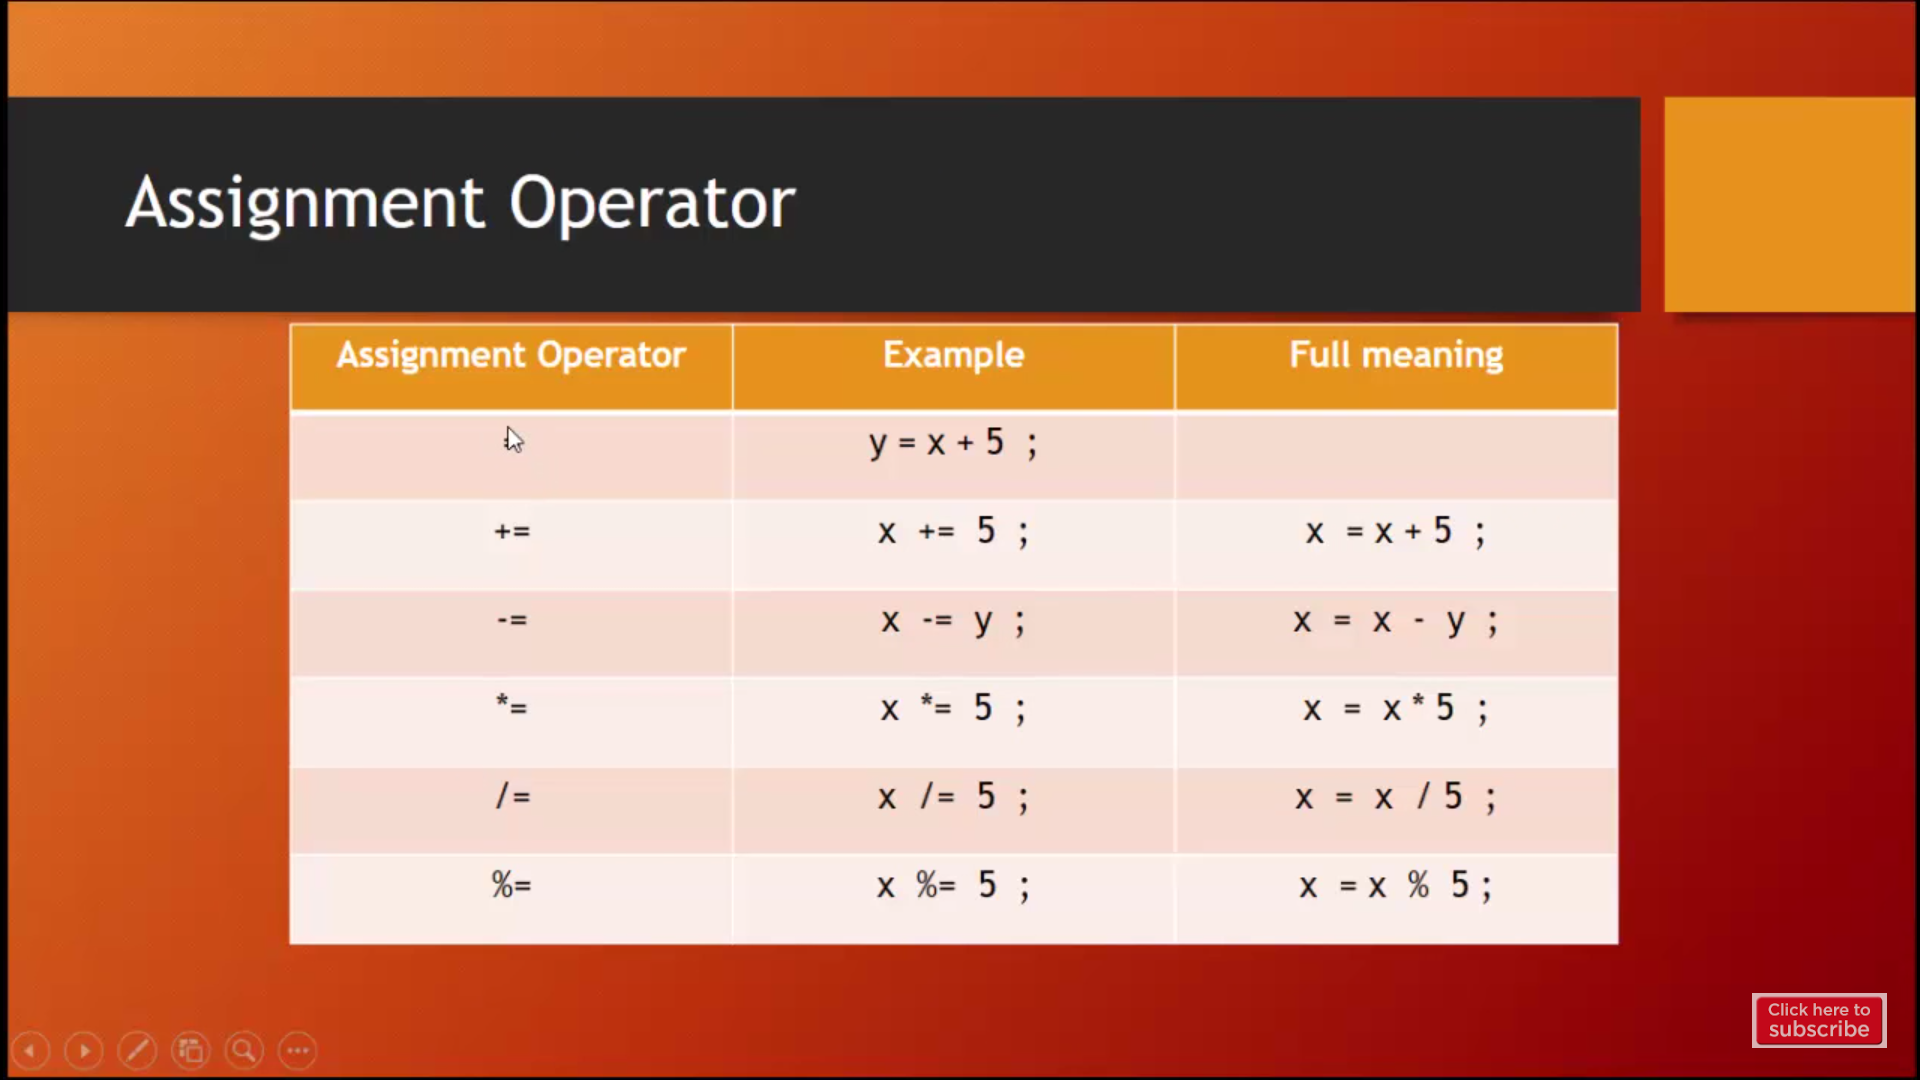 Assignment Operator
Assignment Operator Example Full meaning
y = x + 5 ;
+= x += 5 ; x = x + 5 ;
-= x -= y ; x = x - y ;
*= x *= 5 ; x = x * 5 ;
/= x /= 5 ; x = x / 5 ;
%= x %= 5 ; x = x % 5 ;
Click here to
subscribe